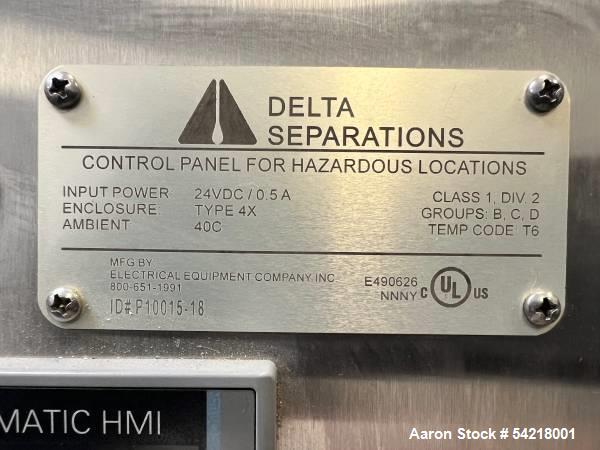 DELTA
SEPARATIONS
CONTROL PANEL FOR HAZARDOUS LOCATIONS
INPUT POWER 24VDC / 0.5 A CLASS 1, DIV. 2
ENCLOSURE: TYPE 4X GROUPS: B, C, D
AMBIENT 40C TEMP CODE T6
MFG BY
ELECTRICAL EQUIPMENT COMPANY INC.
800-651-1991
ID# P10015-18
E490626
NNNY C UL US
MATIC HMI
Aaron Stock # 54218001